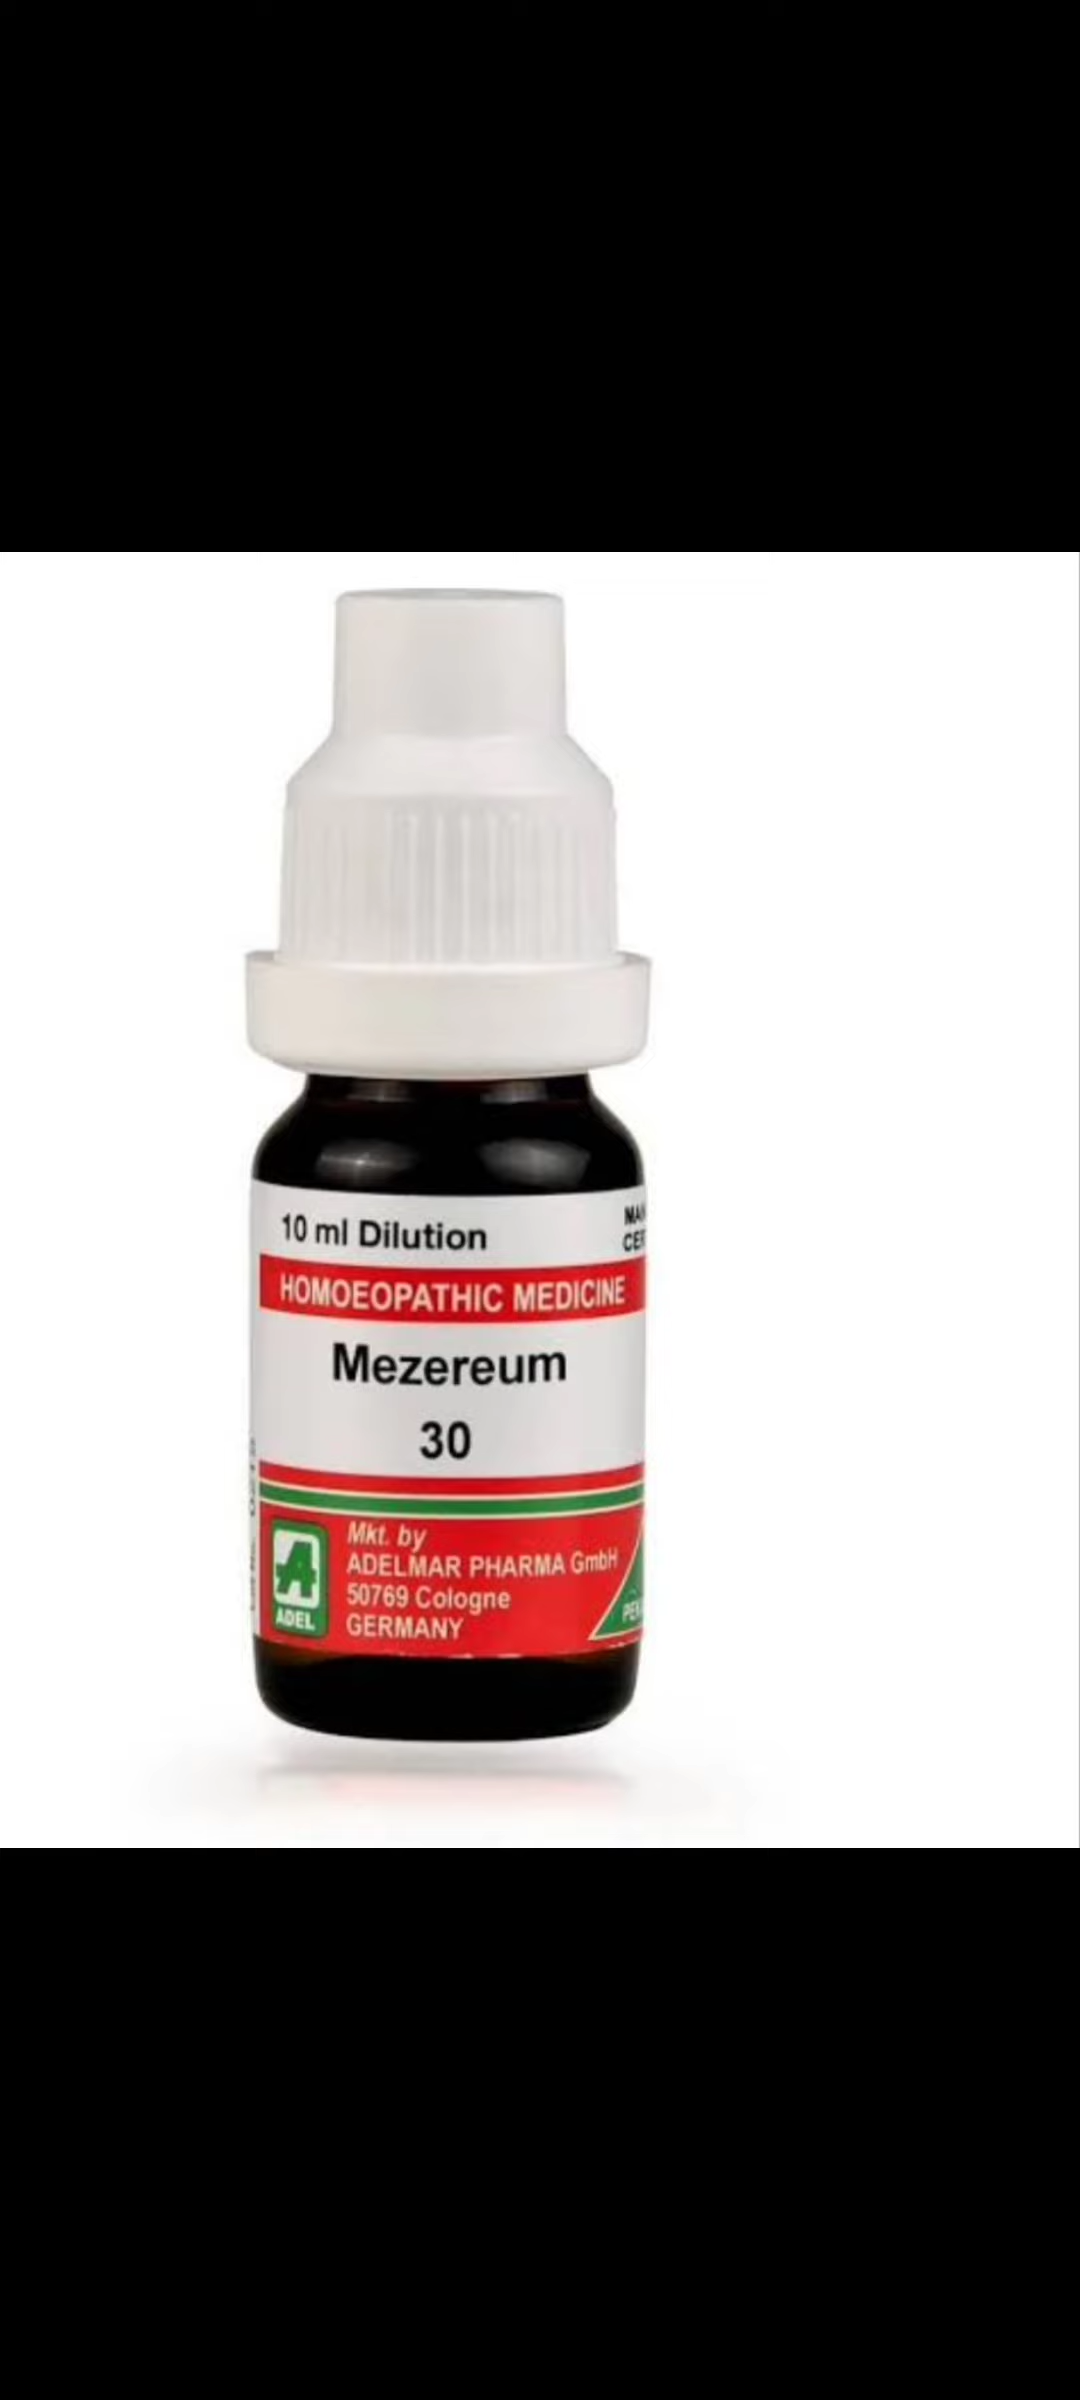 10 ml Dilution
HOMOEOPATHIC MEDICINE
Mezereum
30
Mkt. by
ADELMAR PHARMA GmbH
50769 Cologne
GERMANY
ADEL